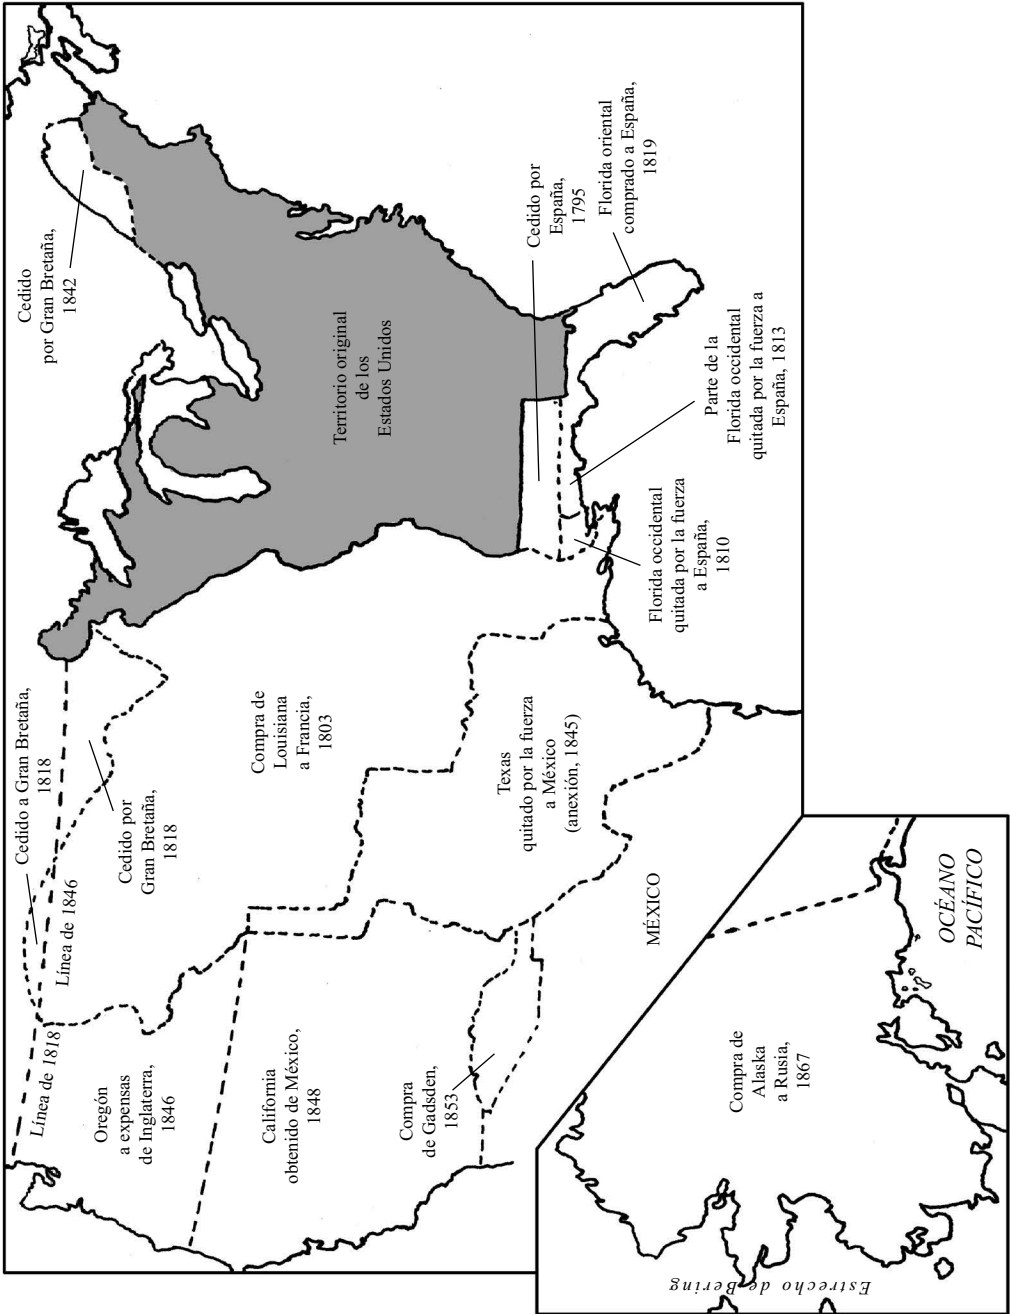 Cedido
por Gran Bretaña,
1842
Cedido a Gran Bretaña,
1818
Línea de 1846
Línea de 1818
Cedido por
Gran Bretaña,
1818
Oregón
a expensas
de Inglaterra,
1846
Compra de
Louisiana
a Francia,
1803
Territorio original
de los
Estados Unidos
California
obtenido de México,
1848
Compra
de Gadsden,
1853
Texas
quitado por la fuerza
a México
(anexión, 1845)
Cedido por
España,
1795
Florida oriental
comprado a España,
1819
Parte de la
Florida occidental
quitada por la fuerza a
España, 1813
Florida occidental
quitada por la fuerza
a España,
1810
MÉXICO
Compra de
Alaska
a Rusia,
1867
OCÉANO
PACÍFICO
Estrecho de Bering